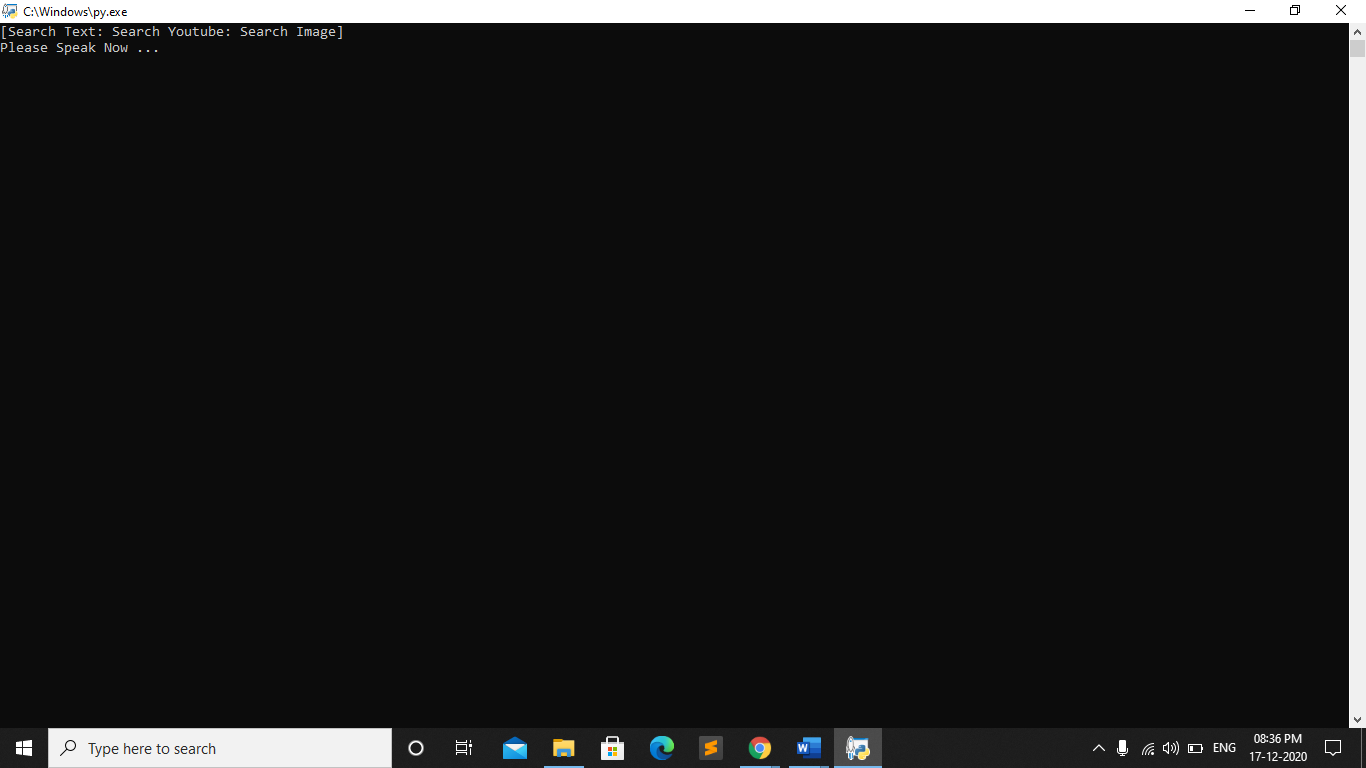 C:\Windows\py.exe
[Search Text: Search Youtube: Search Image]
Please Speak Now ...
Type here to search
W
ENG
08:36 PM
17-12-2020